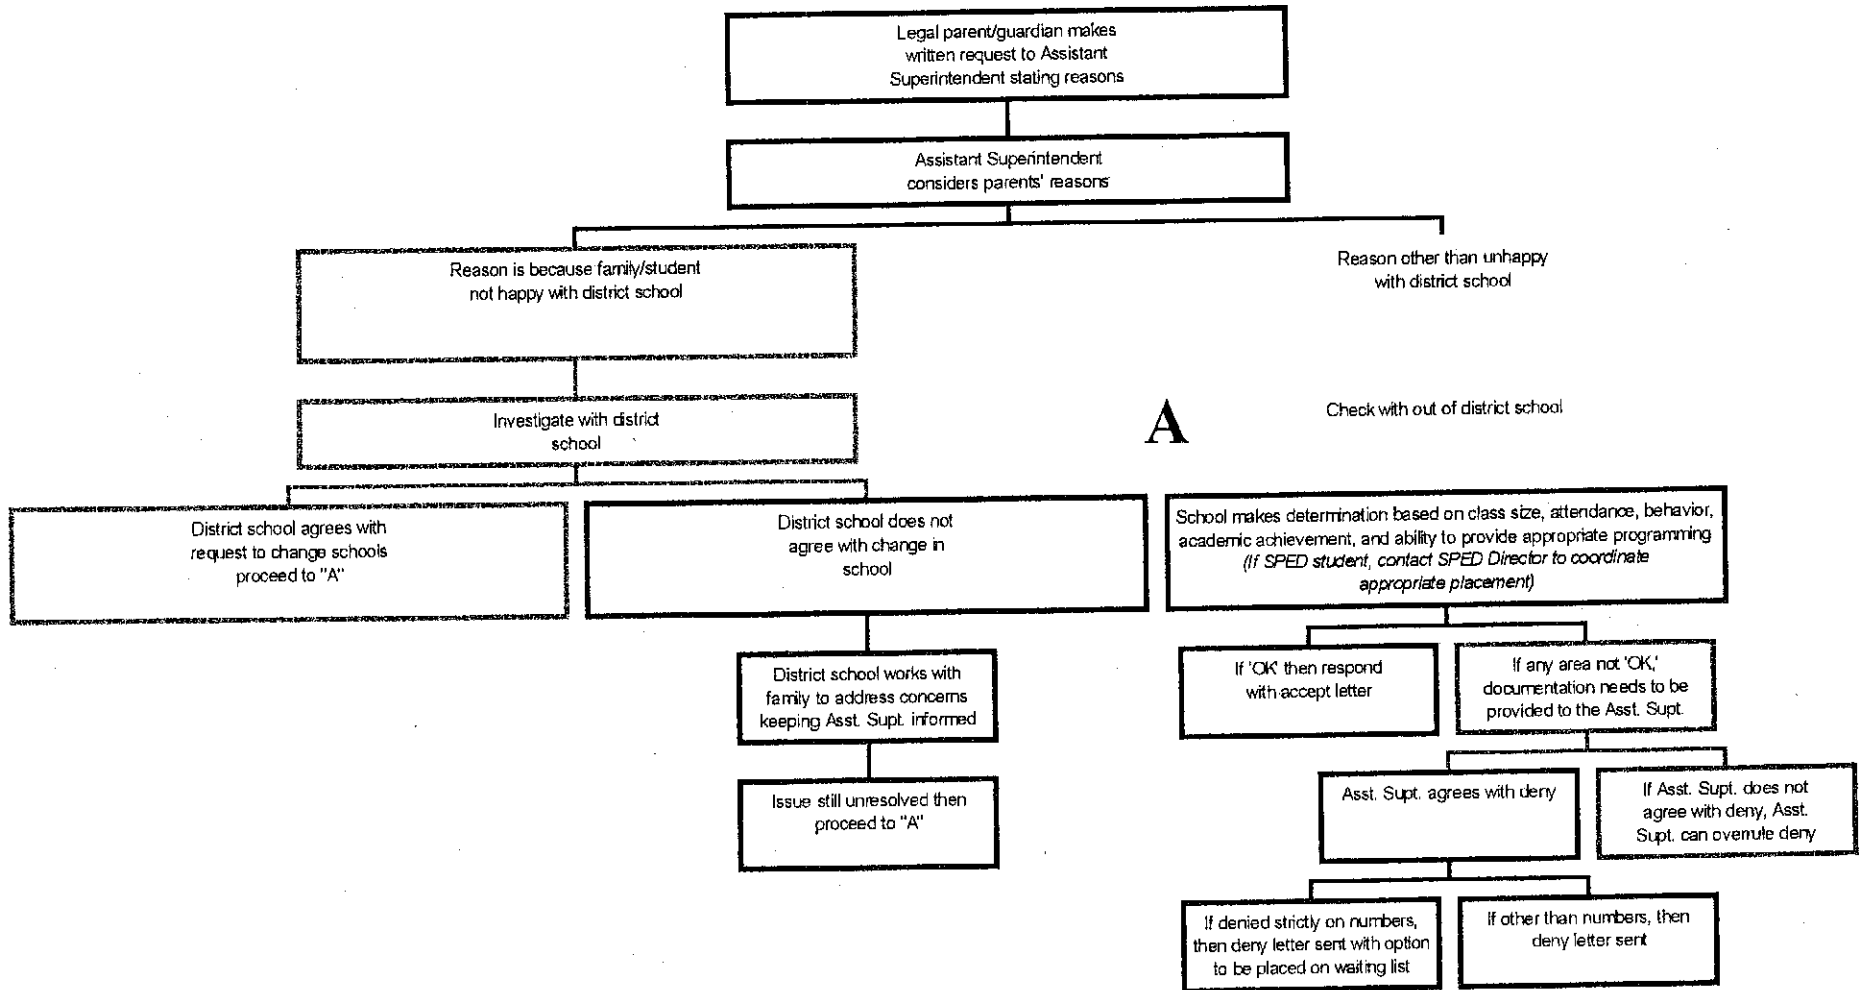 Legal parent/guardian makes
written request to Assistant
Superintendent stating reasons
Assistant Superintendent
considers parents' reasons
Reason is because family/student
not happy with district school
Reason other than unhappy
with district school
Investigate with district
school
A
Check with out of district school
District school agrees with
request to change schools
proceed to "A"
District school does not
agree with change in
school
School makes determination based on class size, attendance, behavior,
academic achievement, and ability to provide appropriate programming
(If SPED student, contact SPED Director to coordinate
appropriate placement)
District school works with
family to address concerns
keeping Asst. Supt. informed
If 'OK' then respond
with accept letter
If any area not 'OK,'
documentation needs to be
provided to the Asst. Supt.
Issue still unresolved then
proceed to "A"
Asst. Supt. agrees with deny
If Asst. Supt. does not
agree with deny, Asst.
Supt. can overrule deny
If denied strictly on numbers,
then deny letter sent with option
to be placed on waiting list
If other than numbers, then
deny letter sent